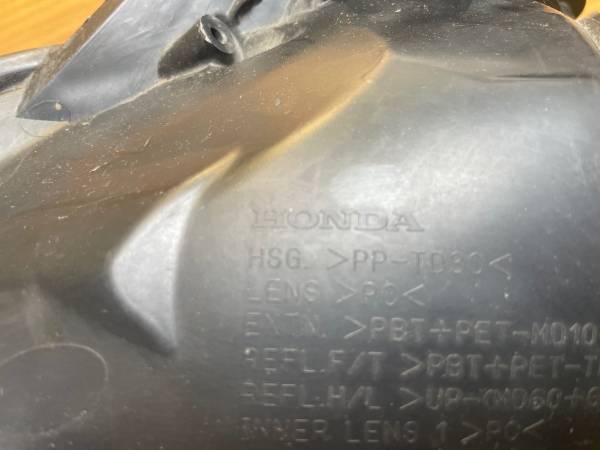 HONDA
HSG. >PP-TD30<
LENS >PC<
EXTN. >PBT+PET-MD10
REFL.F/T >PBT+PET-T
REFL.H/L >UP-
INNER LENS 1 >PC<